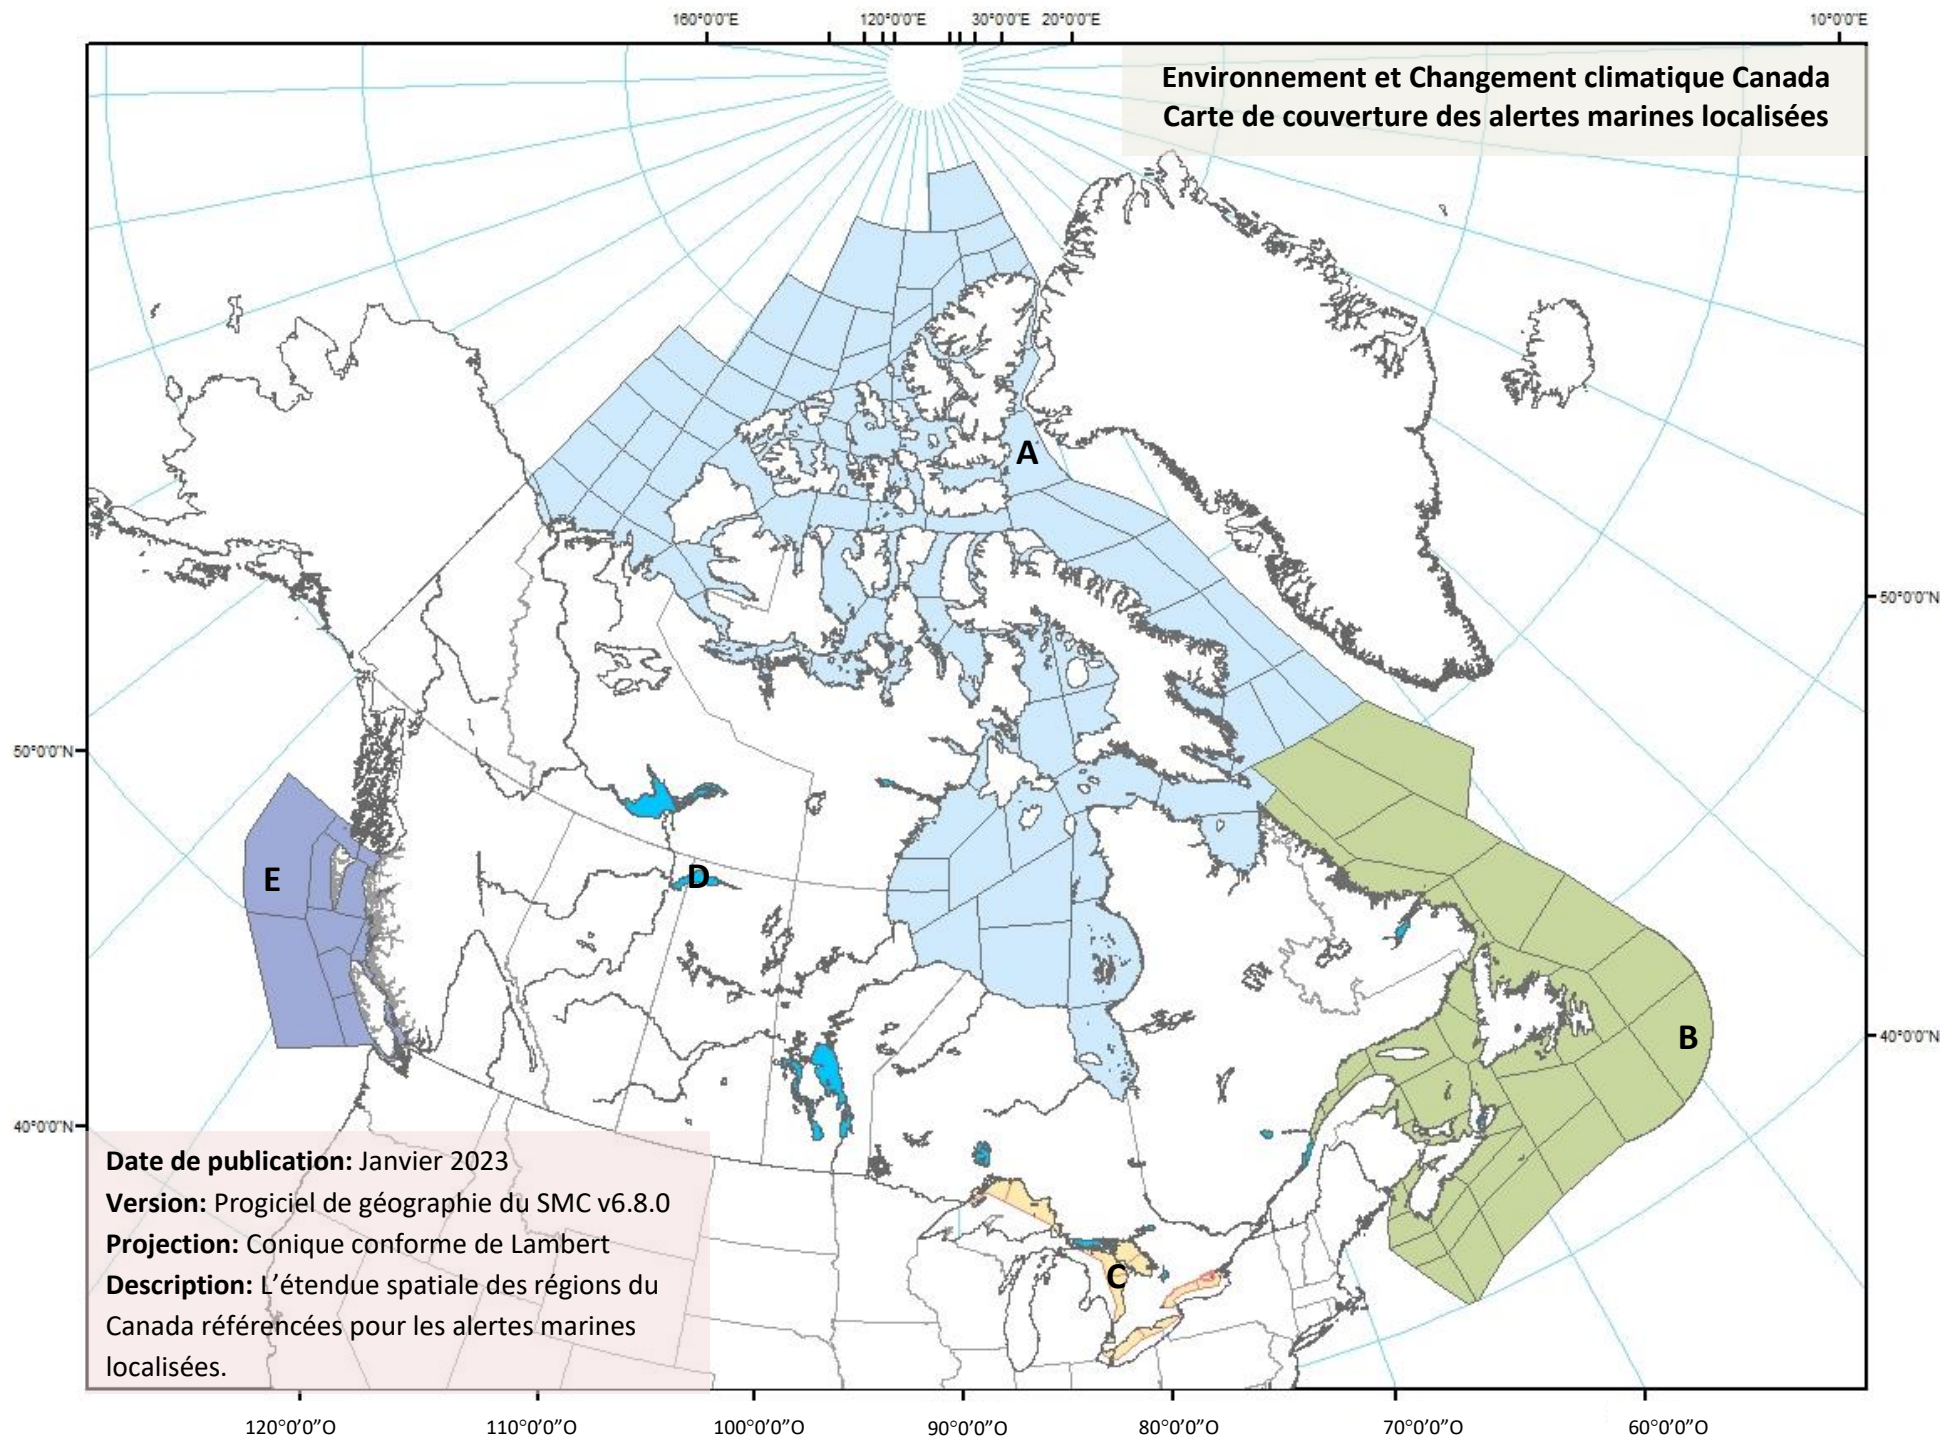 160°0'0"E 120°0'0"E 30°0'0"E 20°0'0"E 10°0'0"E
Environnement et Changement climatique Canada
Carte de couverture des alertes marines localisées
A
50°0'0"N
50°0'0"N
E
D
B
40°0'0"N
40°0'0"N
C
Date de publication: Janvier 2023
Version: Progiciel de géographie du SMC v6.8.0
Projection: Conique conforme de Lambert
Description: L’étendue spatiale des régions du
Canada référencées pour les alertes marines
localisées.
120°0’0”O 110°0’0”O 100°0’0”O 90°0’0”O 80°0’0”O 70°0’0”O 60°0’0”O